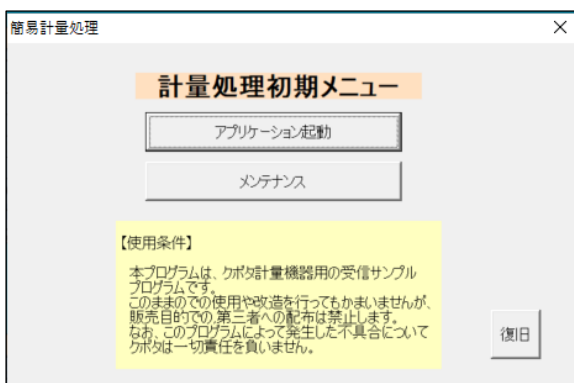 簡易計量処理
計量処理初期メニュー
アプリケーション起動
メンテナンス
【使用条件】
本プログラムは、クボタ計量機器用の受信サンプル
プログラムです。
このままのでの使用や改造を行ってもかまいませんが、
販売目的での,第三者への配布は禁止します。
なお、このプログラムによって発生した不具合について
クボタは一切責任を負いません。
復旧